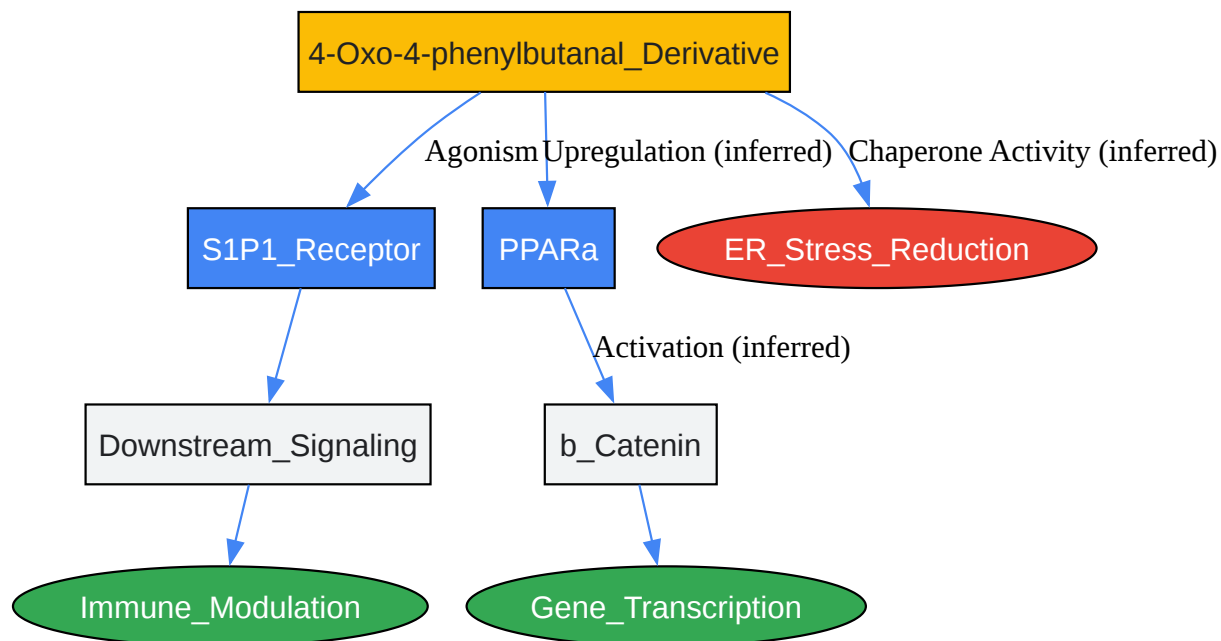 4-Oxo-4-phenylbutanal_Derivative
Agonism
Upregulation (inferred)
Chaperone Activity (inferred)
S1P1_Receptor
PPARa
ER_Stress_Reduction
Activation (inferred)
Downstream_Signaling
b_Catenin
Immune_Modulation
Gene_Transcription